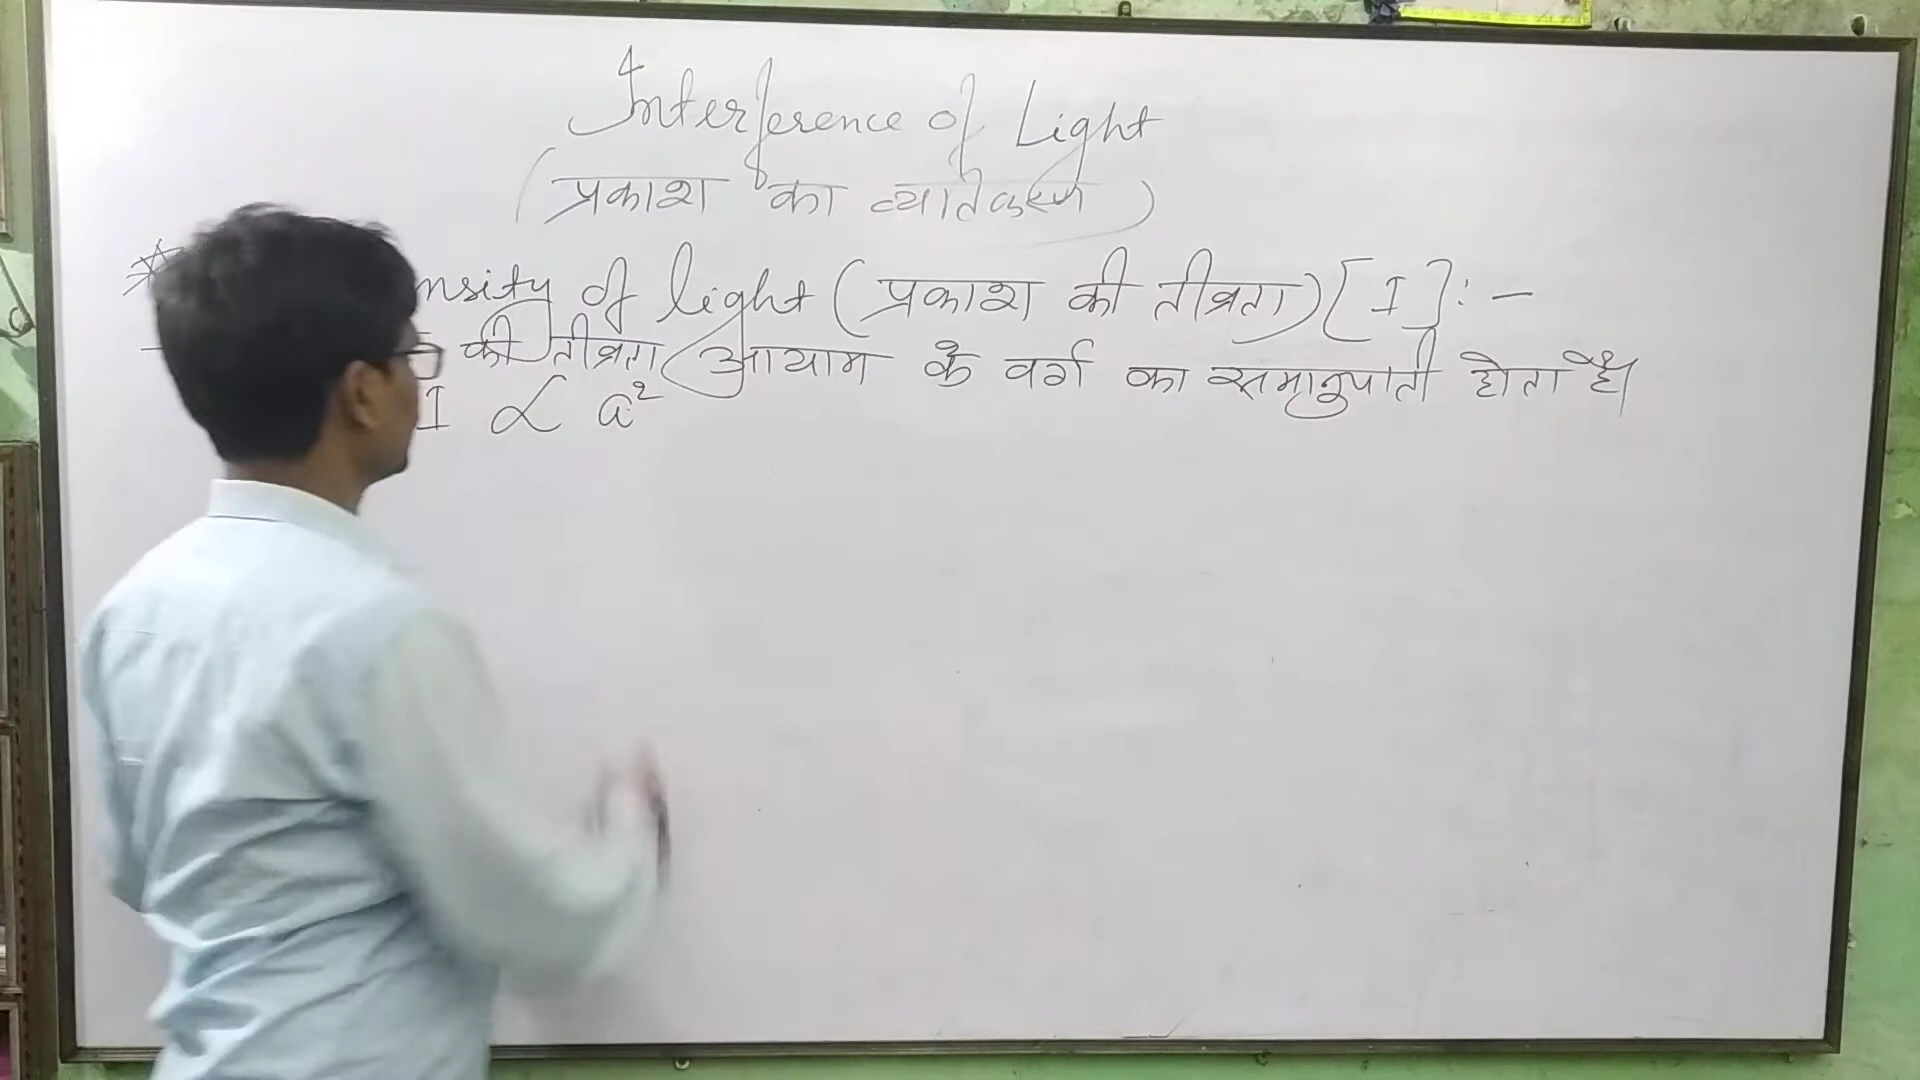 Interference of Light
(प्रकाश का व्यतिकरण)
* nsity of light (प्रकाश की तीव्रता) [I] : -
- की तीव्रता आयाम के वर्ग का समानुपाती होता है।
I ∝ a²